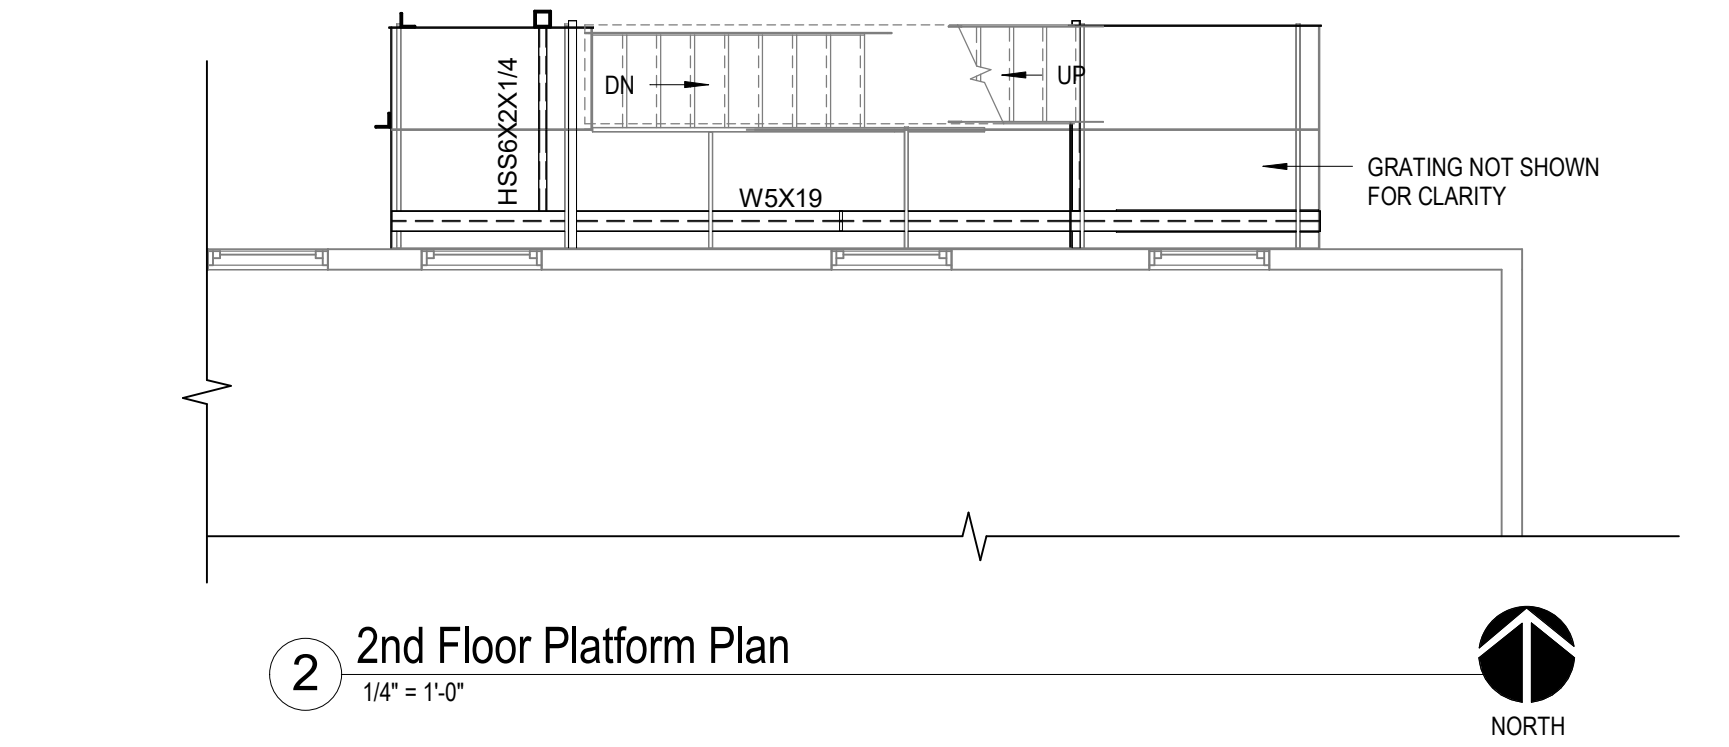 DN
UP
HSS6X2X1/4
W5X19
GRATING NOT SHOWN
FOR CLARITY
2
2nd Floor Platform Plan
1/4" = 1'-0"
NORTH